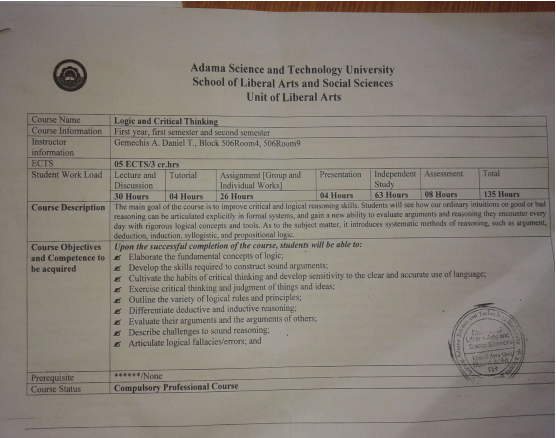 Adama Science and Technology University
School of Liberal Arts and Social Sciences
Unit of Liberal Arts
Course Name Logic and Critical Thinking
Course Information First year, first semester and second semester
Instructor information Gemechis A. Daniel T., Block 506Room4, 506Room9
ECTS 05 ECTS/3 cr.hrs
Student Work Load Lecture and Discussion Tutorial Assignment [Group and Individual Works] Presentation Independent Study Assessment Total
30 Hours 04 Hours 26 Hours 04 Hours 63 Hours 08 Hours 135 Hours
Course Description The main goal of the course is to improve critical and logical reasoning skills. Students will see how our ordinary intuitions on good or bad
reasoning can be articulated explicitly in formal systems, and gain a new ability to evaluate arguments and reasoning they encounter every
day with rigorous logical concepts and tools. As to the subject matter, it introduces systematic methods of reasoning, such as argument,
deduction, induction, syllogistic, and propositional logic.
Course Objectives and Competence to be acquired
Upon the successful completion of the course, students will be able to:
Elaborate the fundamental concepts of logic;
Develop the skills required to construct sound arguments;
Cultivate the habits of critical thinking and develop sensitivity to the clear and accurate use of language;
Exercise critical thinking and judgment of things and ideas;
Outline the variety of logical rules and principles;
Differentiate deductive and inductive reasoning;
Evaluate their arguments and the arguments of others;
Describe challenges to sound reasoning;
Articulate logical fallacies/errors; and
Prerequisite ******/None
Course Status Compulsory Professional Course